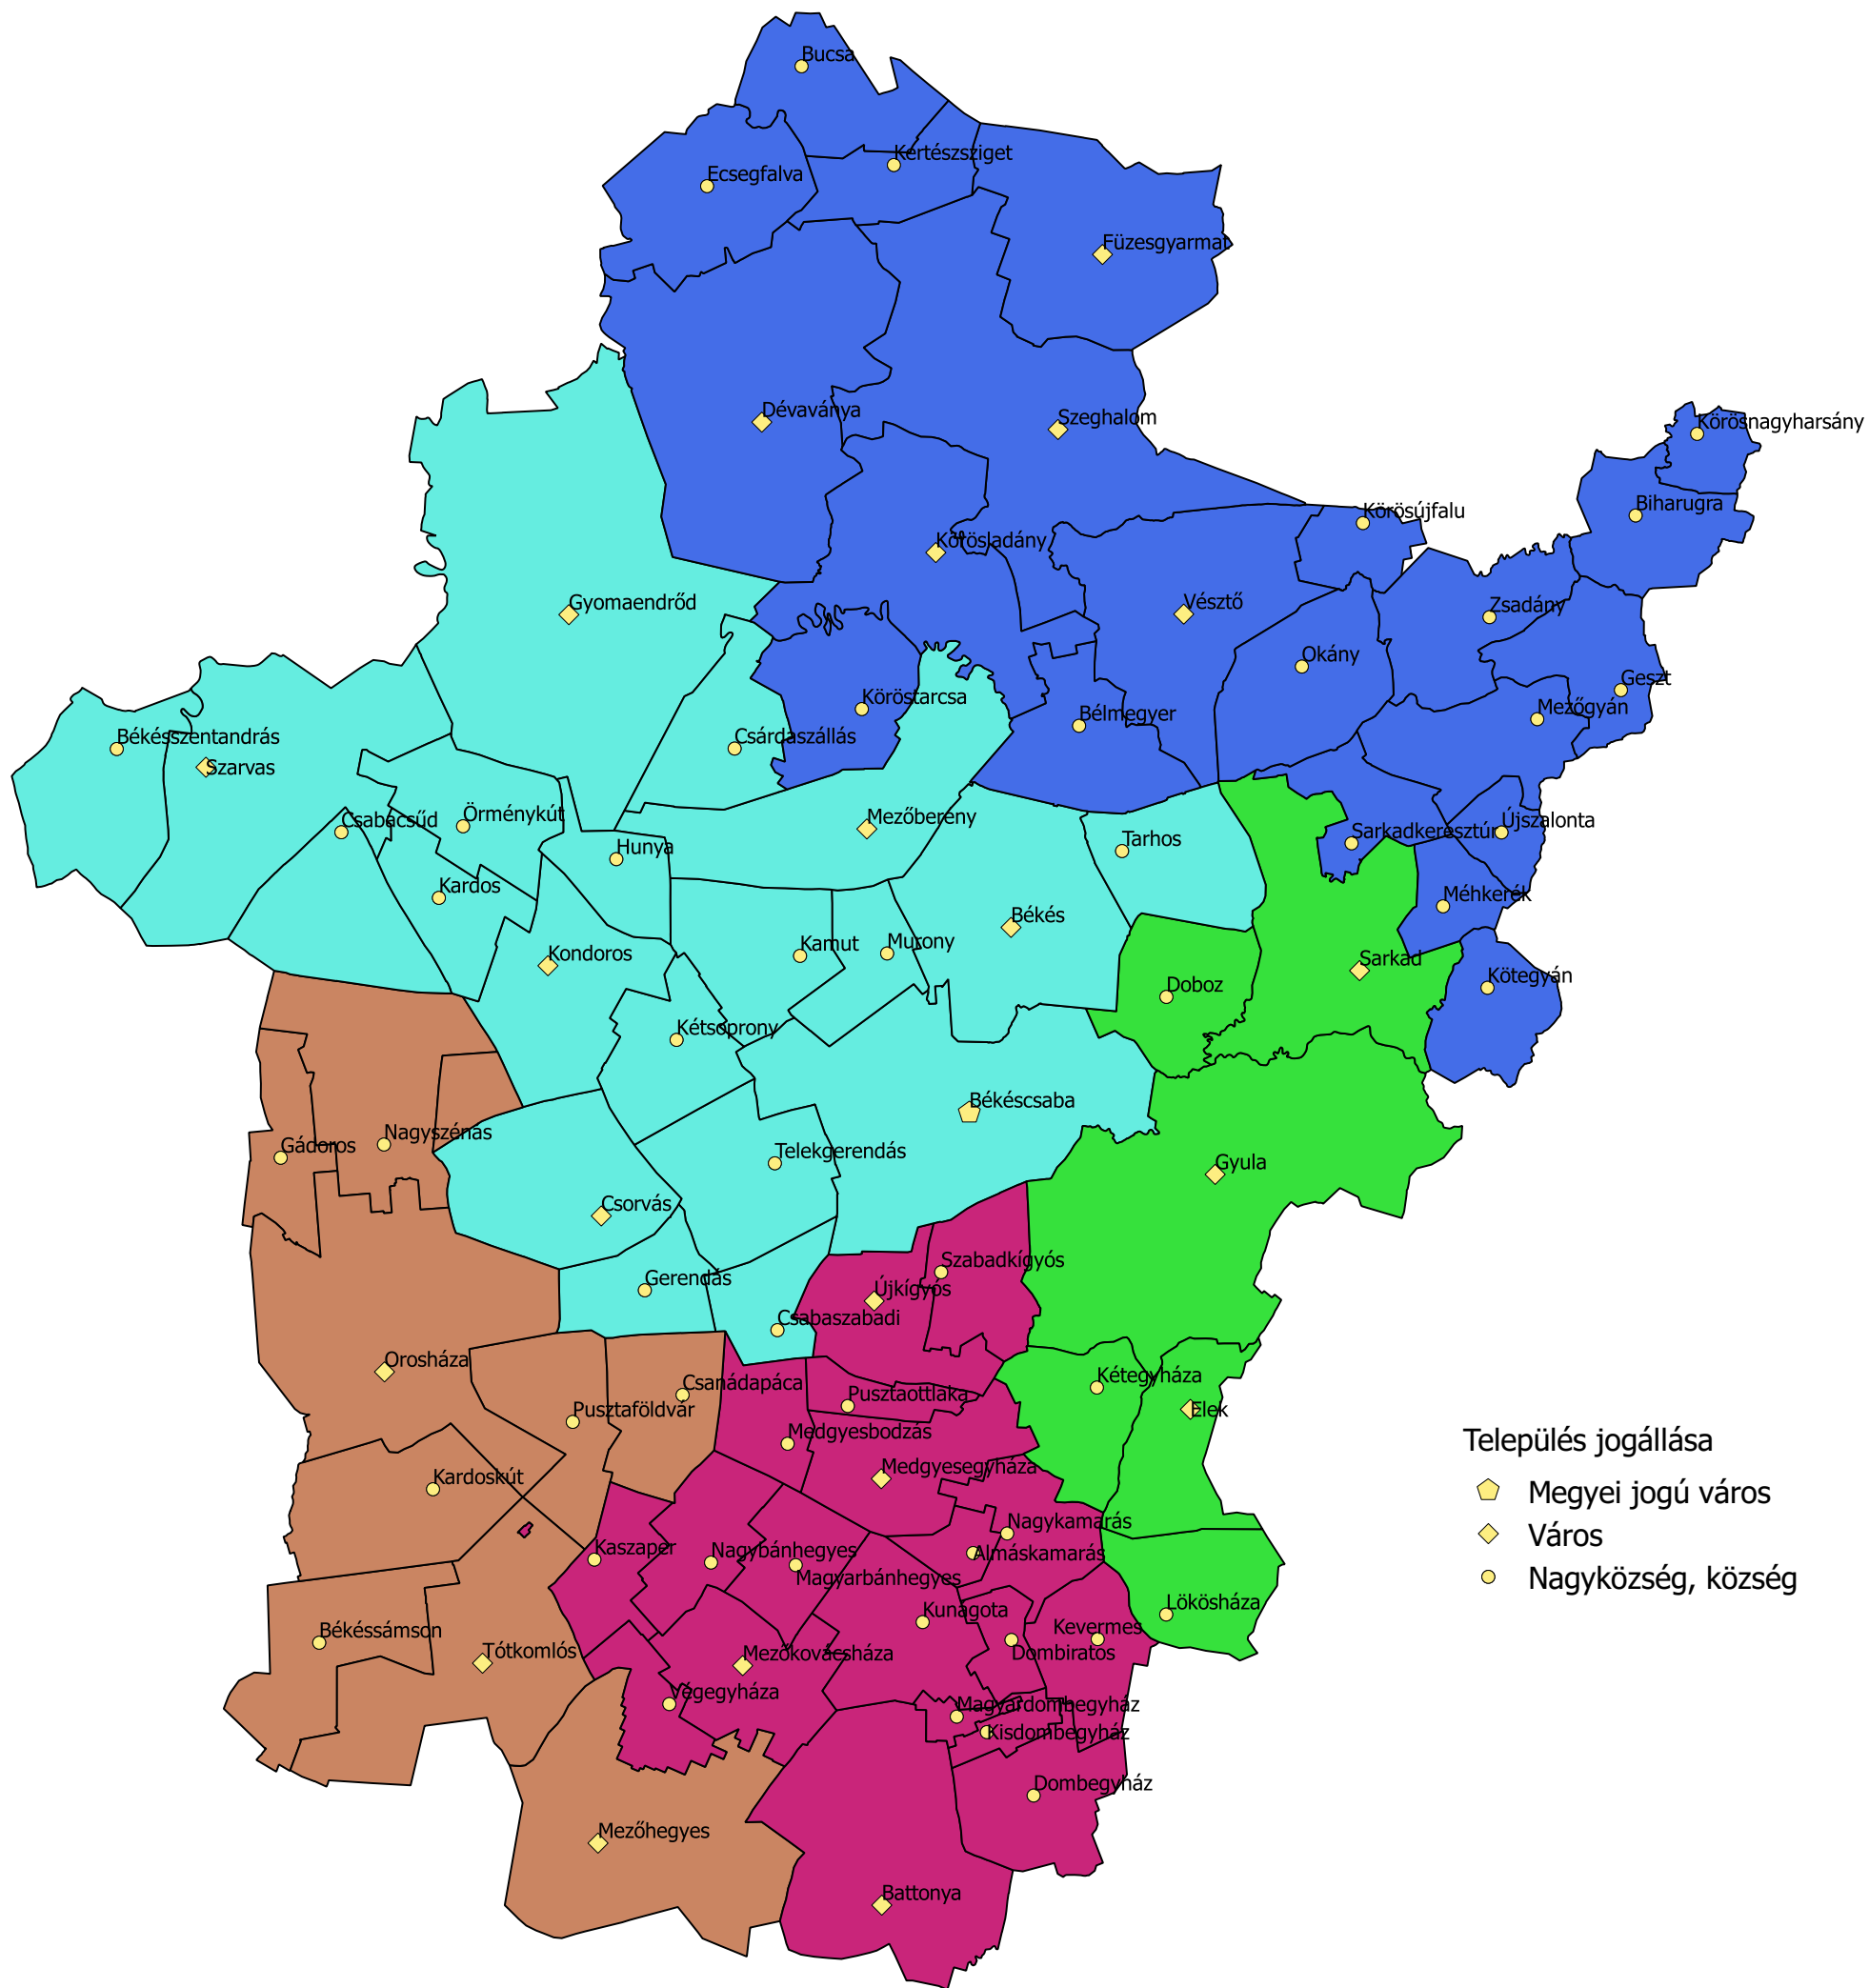 Bucsa
Kertészsziget
Ecsegfalva
Füzesgyarmat
Dévaványa
Szeghalom
Körösnagyharsány
Biharugra
Körösújfalu
Körösladány
Gyomaendrőd
Vésztő
Zsadány
Okány
Geszt
Köröstarcsa
Mezőgyán
Bélmegyer
Csárdaszállás
Békésszentandrás
Szarvas
Csabacsűd
Örménykút
Mezőberény
Sarkadkeresztúr
Újszalonta
Tarhos
Hunya
Kardos
Méhkerék
Békés
Kamut
Murony
Kondoros
Sarkad
Kötegyán
Doboz
Kétsoprony
Békéscsaba
Nagyszénás
Gádoros
Telekgerendás
Gyula
Csorvás
Szabadkígyós
Gerendás
Újkígyós
Csabaszabadi
Orosháza
Kétegyháza
Csanádapáca
Pusztaottlaka
Pusztaföldvár
Elek
Medgyesbodzás
Település jogállása
Medgyesegyháza
Kardoskút
Megyei jogú város
Nagykamarás
Város
Kaszaper
Nagybánhegyes
Almáskamarás
Magyarbánhegyes
Nagyközség, község
Lökösháza
Kunágota
Békéssámson
Kevermes
Tótkomlós
Mezőkovácsháza
Dombiratos
Végegyháza
Magyardombegyház
Kisdombegyház
Dombegyház
Mezőhegyes
Battonya